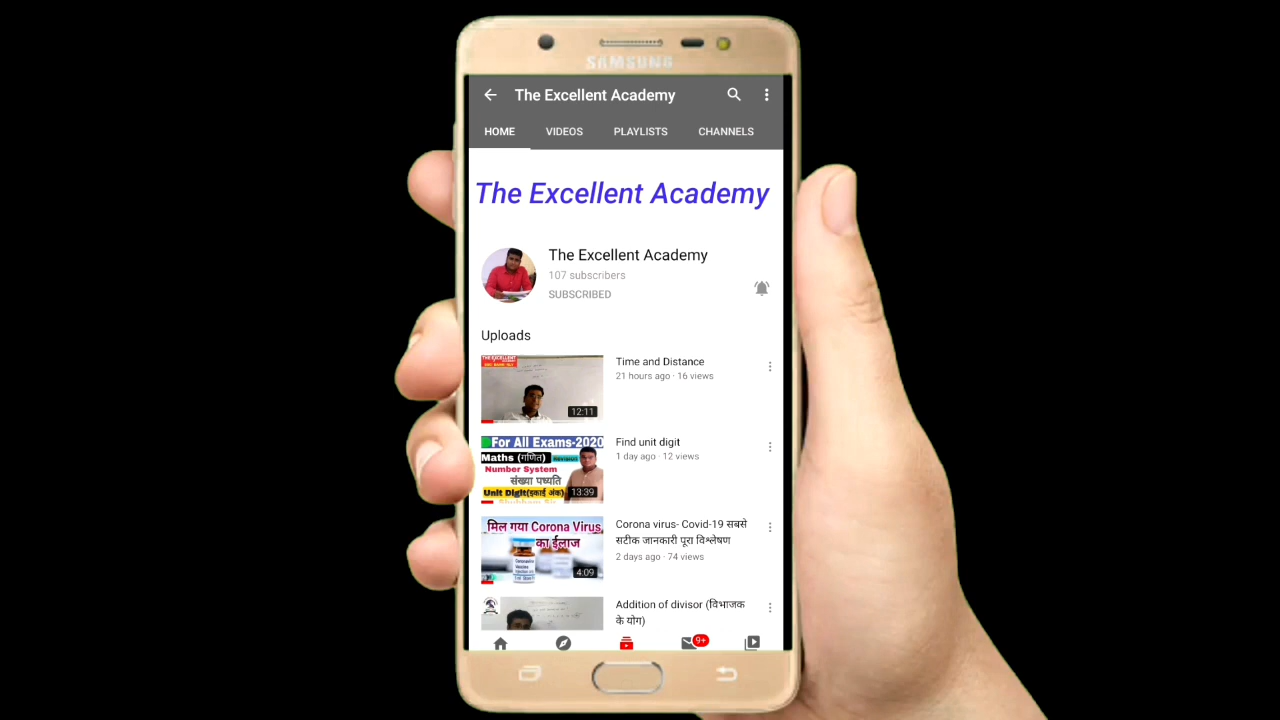 SAMSUNG
The Excellent Academy
HOME VIDEOS PLAYLISTS CHANNELS
The Excellent Academy
The Excellent Academy
107 subscribers
SUBSCRIBED
Uploads
THE EXCELLENT
12:11
Time and Distance
21 hours ago · 16 views
For All Exams-2020
Maths (गणित)
Number System
संख्या पध्यति
Unit Digit(इकाई अंक)
13:39
Find unit digit
1 day ago · 12 views
मिल गया Corona Virus
का ईलाज
4:09
Corona virus- Covid-19 सबसे
सटीक जानकारी पूरा विश्लेषण
2 days ago · 74 views
Addition of divisor (विभाजक
के योग)
9+